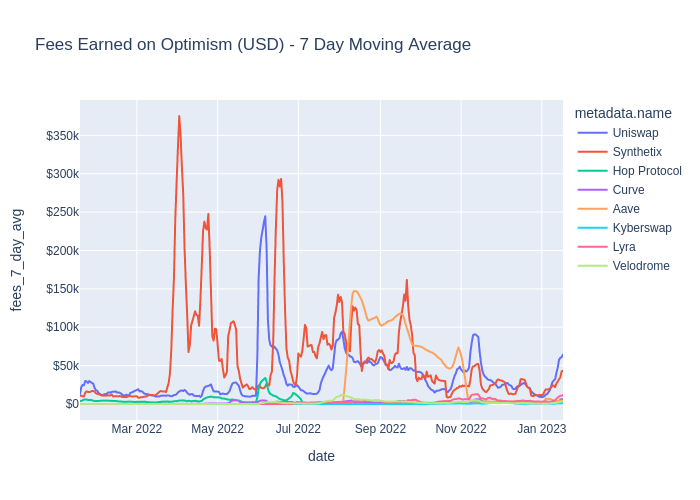 Fees Earned on Optimism (USD) - 7 Day Moving Average
metadata.name
Uniswap
Synthetix
Hop Protocol
Curve
Aave
Kyberswap
Lyra
Velodrome
fees_7_day_avg
$350k
$300k
$250k
$200k
$150k
$100k
$50k
$0
Mar 2022
May 2022
Jul 2022
Sep 2022
Nov 2022
Jan 2023
date